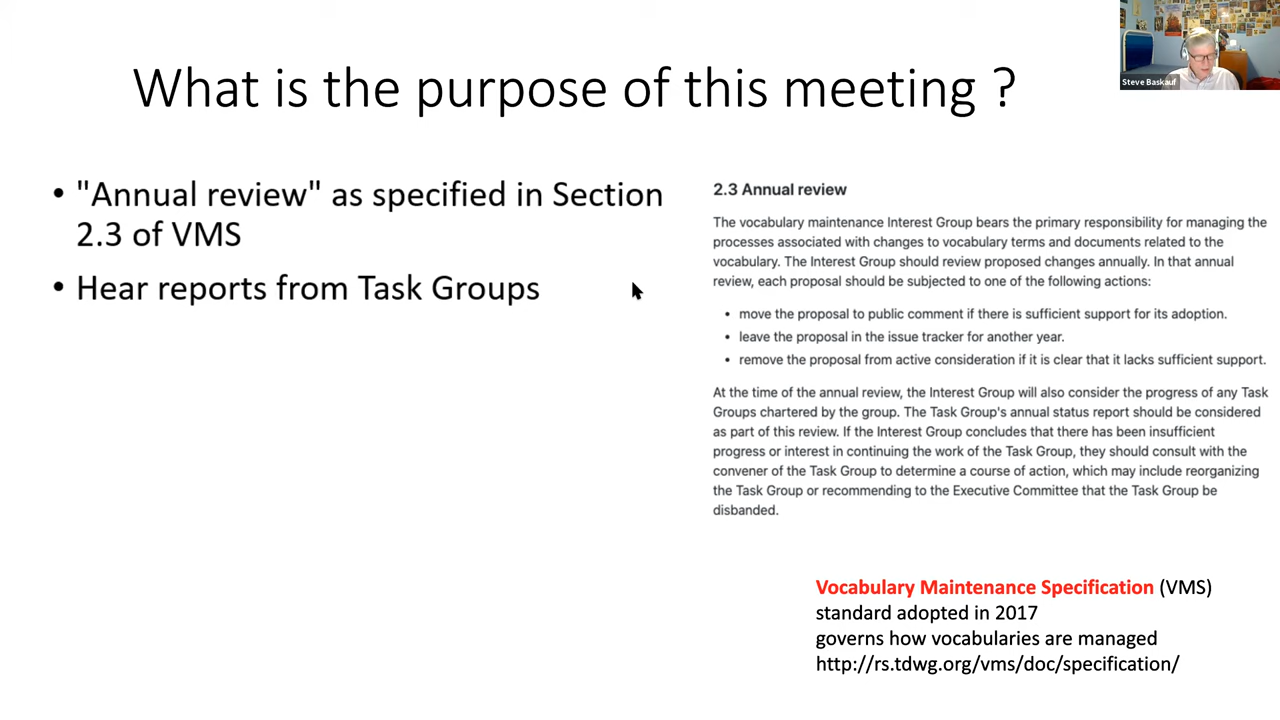 What is the purpose of this meeting ?
Steve Baskauf
• "Annual review" as specified in Section
2.3 of VMS
• Hear reports from Task Groups
2.3 Annual review
The vocabulary maintenance Interest Group bears the primary responsibility for managing the
processes associated with changes to vocabulary terms and documents related to the
vocabulary. The Interest Group should review proposed changes annually. In that annual
review, each proposal should be subjected to one of the following actions:
• move the proposal to public comment if there is sufficient support for its adoption.
• leave the proposal in the issue tracker for another year.
• remove the proposal from active consideration if it is clear that it lacks sufficient support.
At the time of the annual review, the Interest Group will also consider the progress of any Task
Groups chartered by the group. The Task Group's annual status report should be considered
as part of this review. If the Interest Group concludes that there has been insufficient
progress or interest in continuing the work of the Task Group, they should consult with the
convener of the Task Group to determine a course of action, which may include reorganizing
the Task Group or recommending to the Executive Committee that the Task Group be
disbanded.
Vocabulary Maintenance Specification (VMS)
standard adopted in 2017
governs how vocabularies are managed
http://rs.tdwg.org/vms/doc/specification/